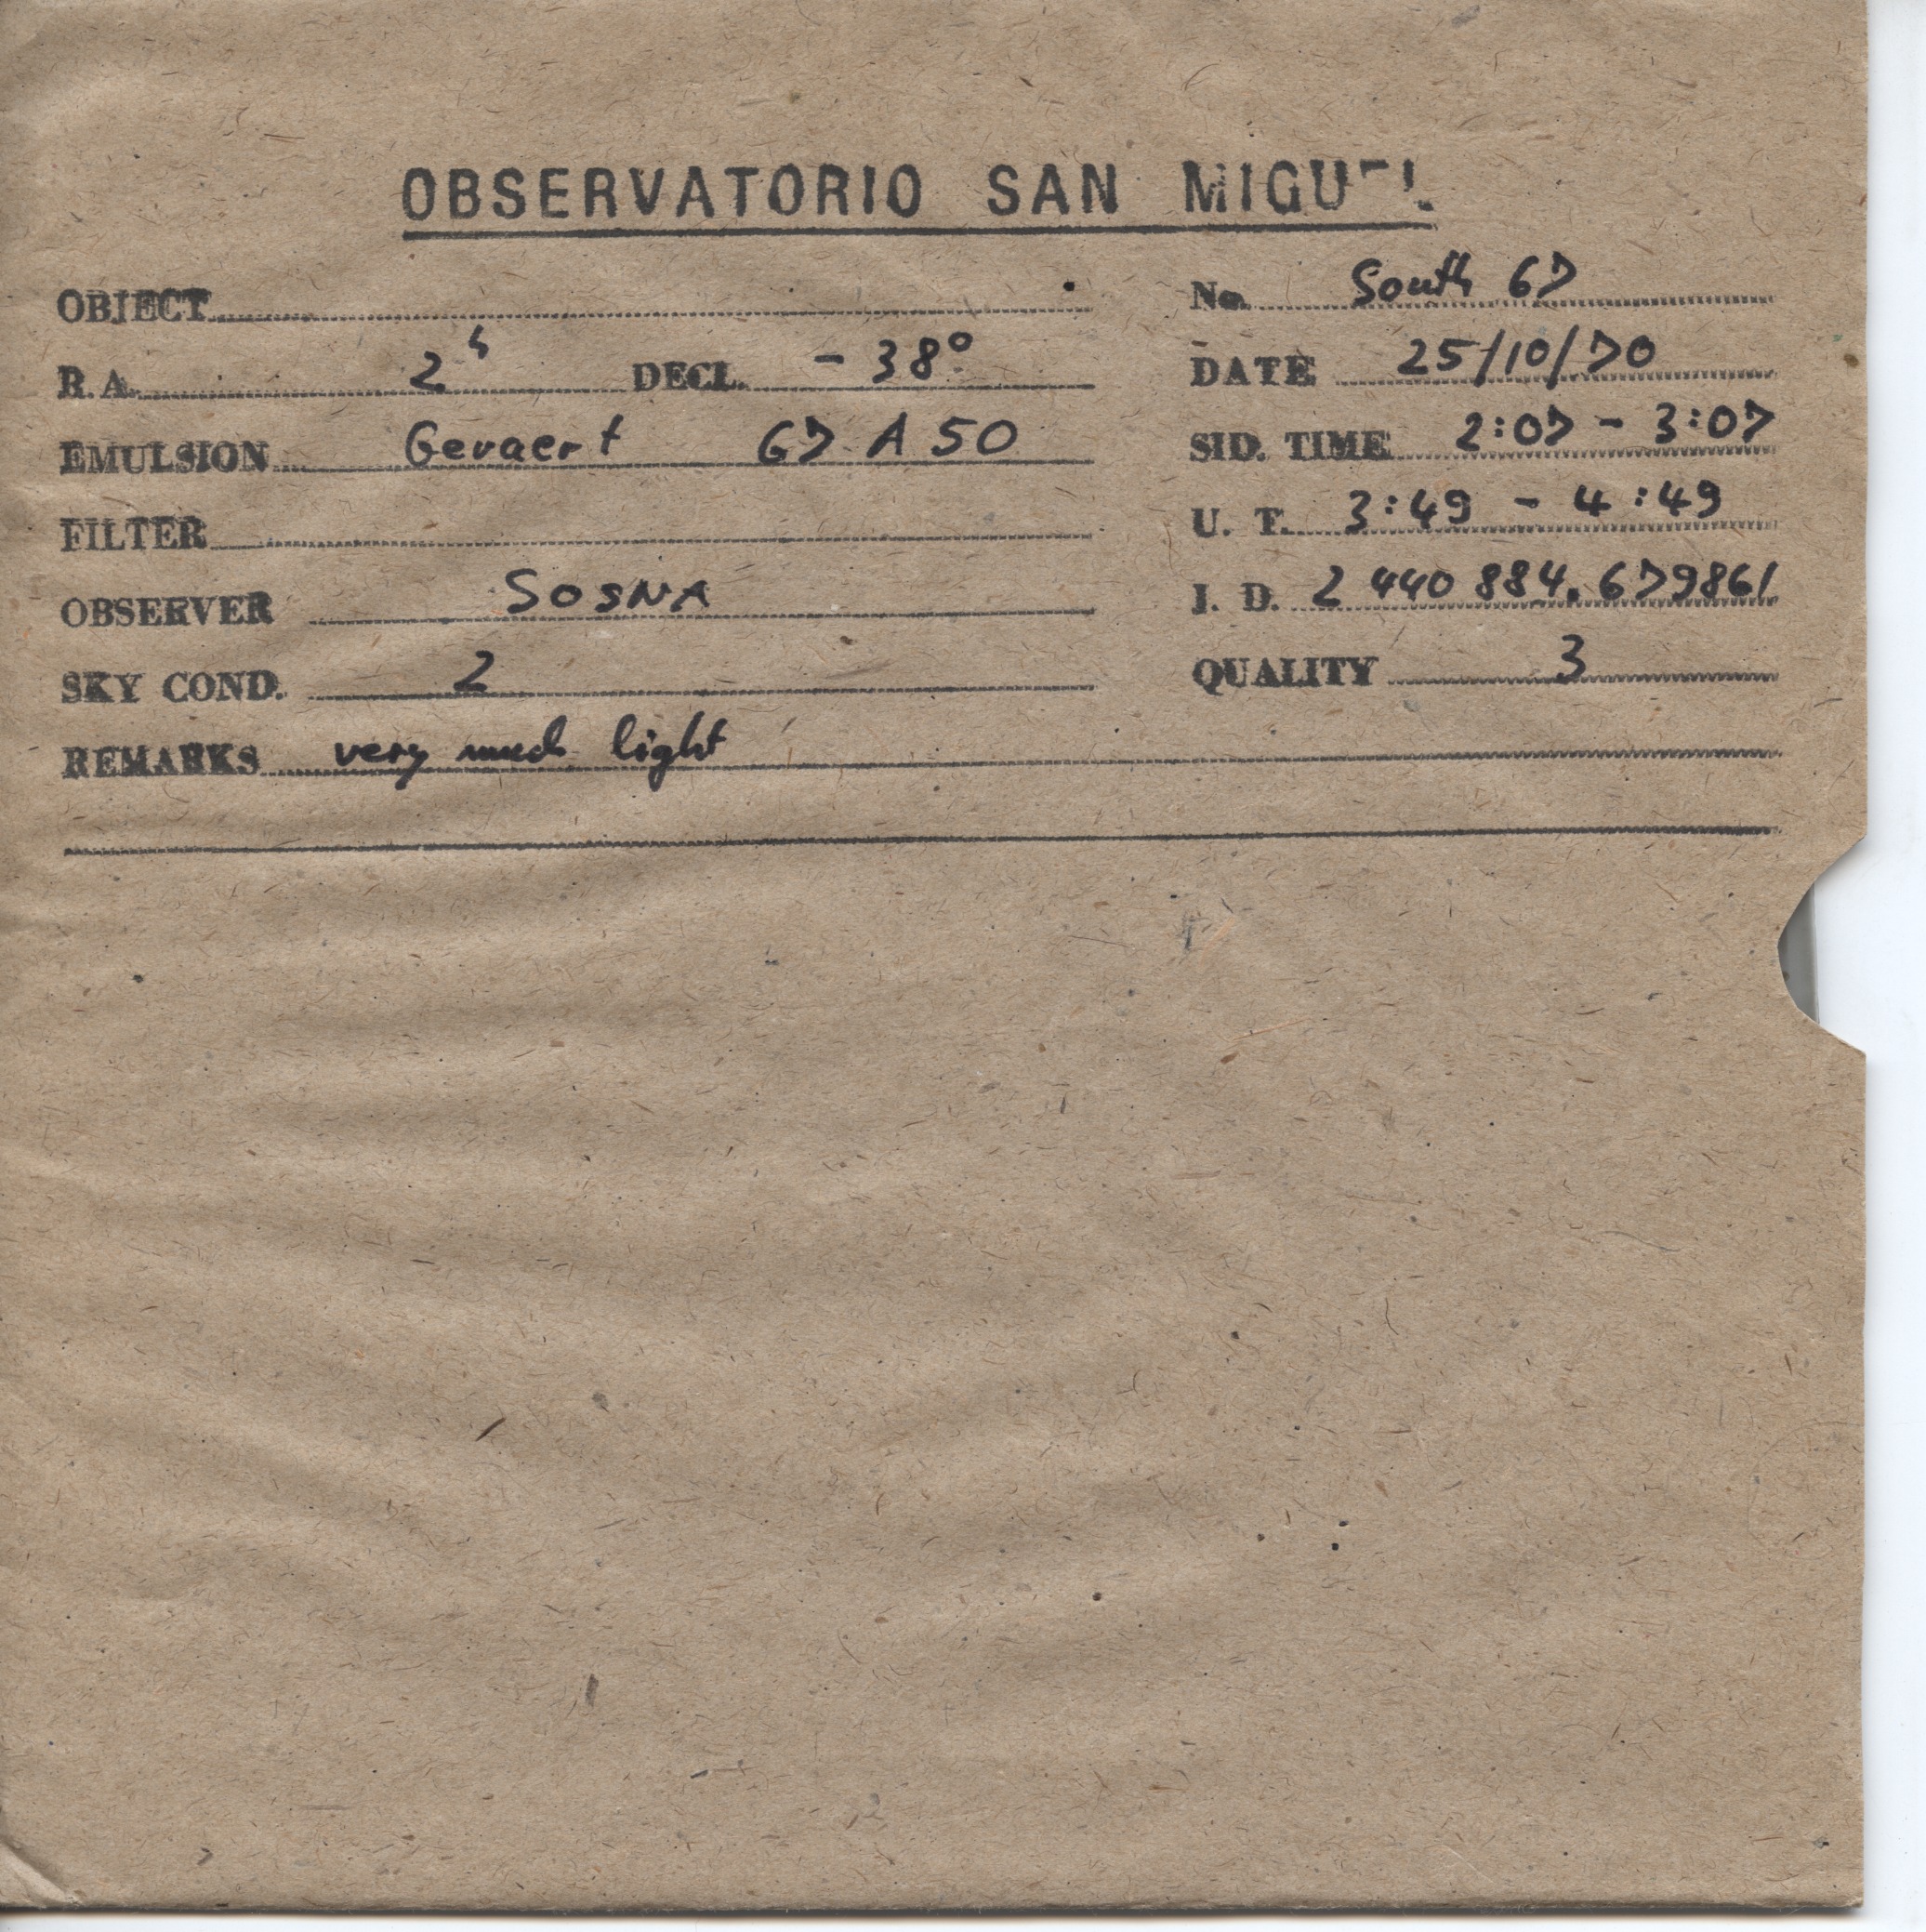 OBSERVATORIO SAN MIGUEL
OBJECT No. South 67
R.A. 2h DECL. - 38° DATE 25/10/70
EMULSION Gevaert 67 A 50 SID. TIME 2:07 - 3:07
FILTER U. T. 3:49 - 4:49
OBSERVER SOSNA J. D. 2 440 884.679861
SKY COND. 2 QUALITY 3
REMARKS very much light